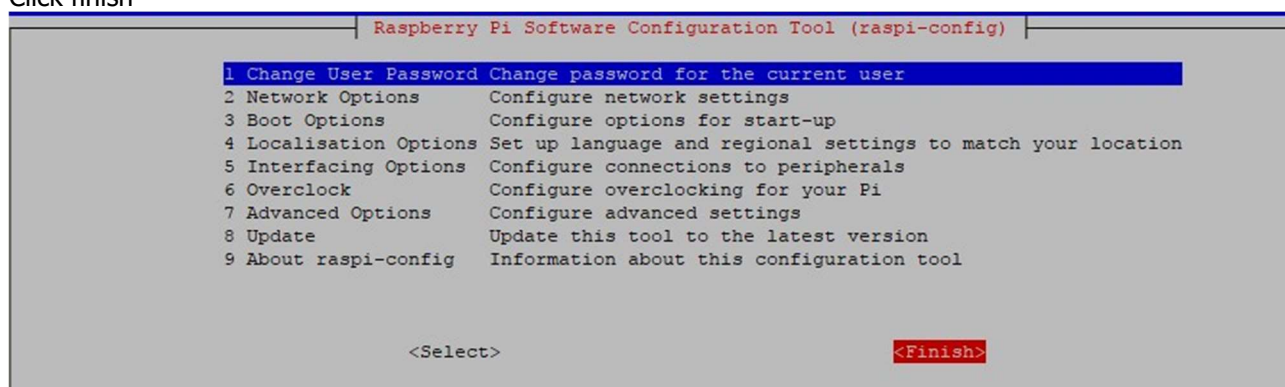 Click finish
Raspberry Pi Software Configuration Tool (raspi-config)
1 Change User Password Change password for the current user
2 Network Options Configure network settings
3 Boot Options Configure options for start-up
4 Localisation Options Set up language and regional settings to match your location
5 Interfacing Options Configure connections to peripherals
6 Overclock Configure overclocking for your Pi
7 Advanced Options Configure advanced settings
8 Update Update this tool to the latest version
9 About raspi-config Information about this configuration tool
<Select> <Finish>